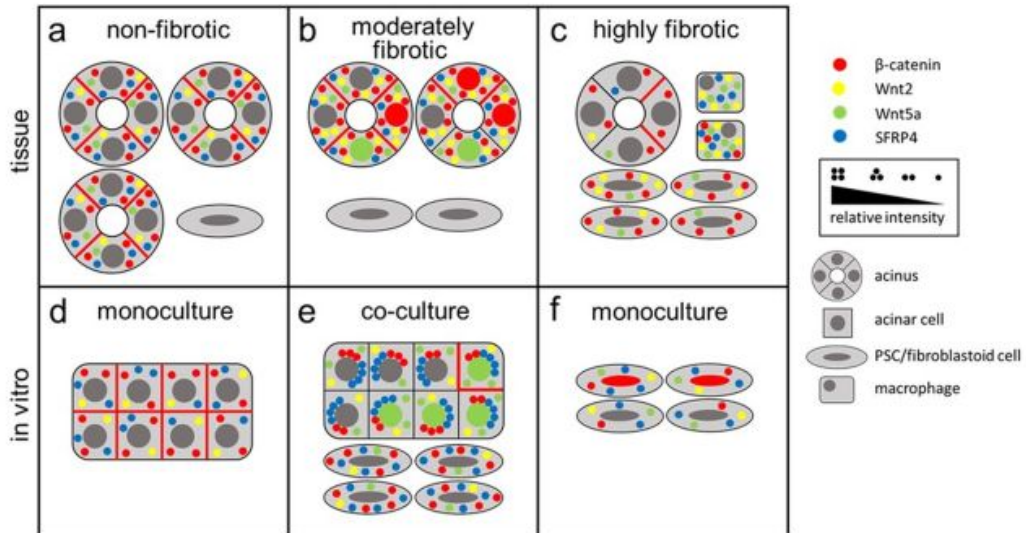 a
non-fibrotic
b
moderately
fibrotic
c
highly fibrotic
tissue
d
monoculture
e
co-culture
f
monoculture
in vitro
β-catenin
Wnt2
Wnt5a
SFRP4
relative intensity
acinus
acinar cell
PSC/fibroblastoid cell
macrophage